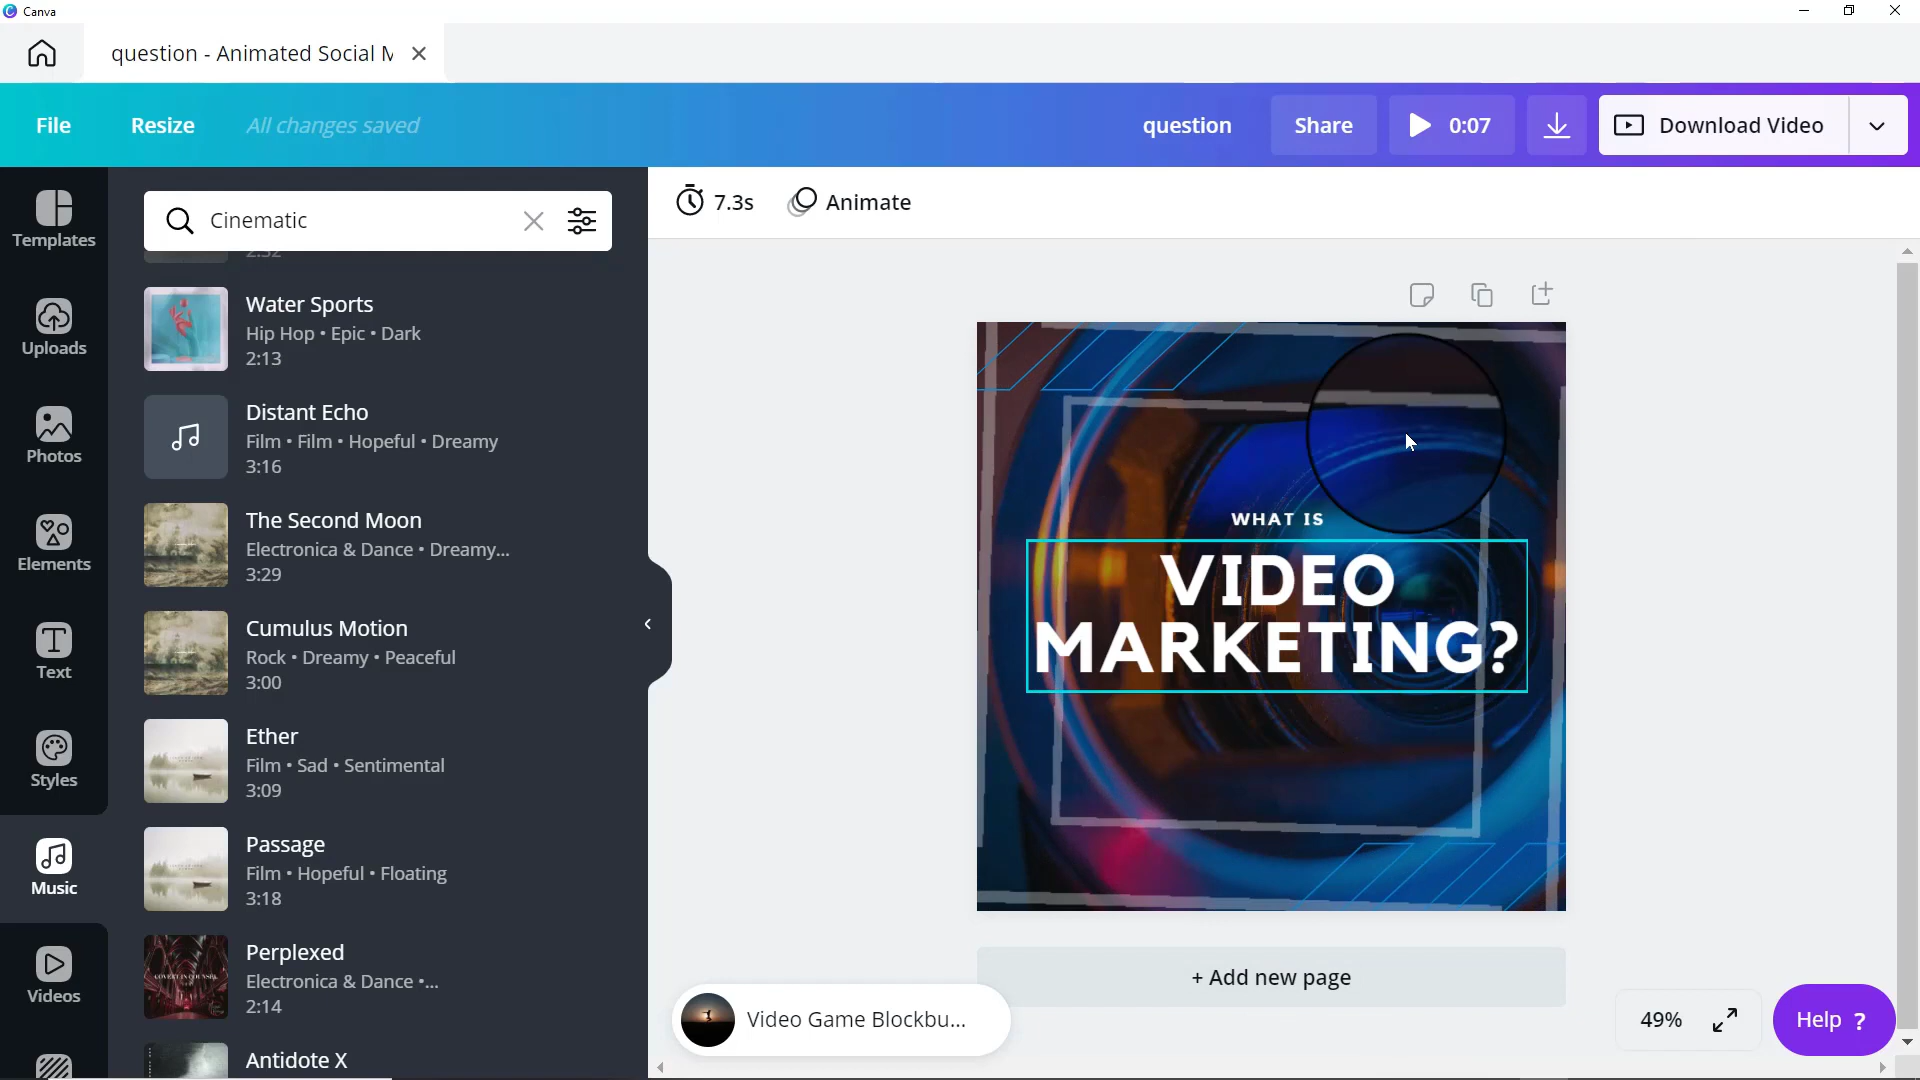 Canva
question - Animated Social M
File
Resize
All changes saved
question
Share
0:07
Download Video
Templates
Uploads
Photos
Elements
Text
Styles
Music
Videos
Cinematic
2:52
Water Sports
Hip Hop • Epic • Dark
2:13
Distant Echo
Film • Film • Hopeful • Dreamy
3:16
The Second Moon
Electronica & Dance • Dreamy...
3:29
Cumulus Motion
Rock • Dreamy • Peaceful
3:00
Ether
Film • Sad • Sentimental
3:09
Passage
Film • Hopeful • Floating
3:18
Perplexed
Electronica & Dance •...
2:14
Antidote X
7.3s
Animate
WHAT IS
VIDEO
MARKETING?
+ Add new page
Video Game Blockbu...
49%
Help ?